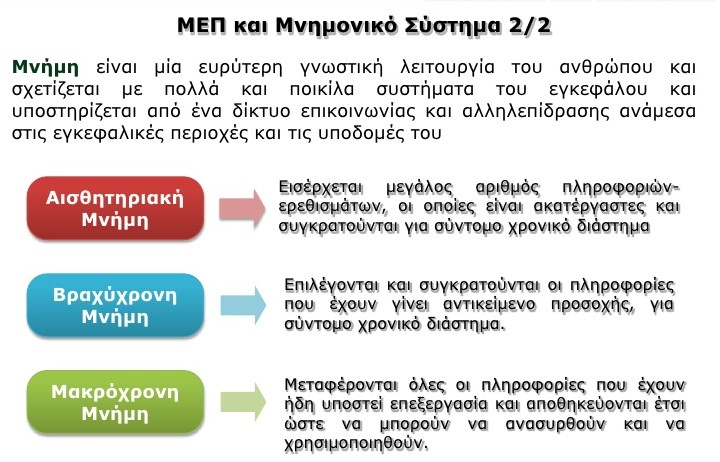 ΜΕΠ και Μνημονικό Σύστημα 2/2
Μνήμη είναι μία ευρύτερη γνωστική λειτουργία του ανθρώπου και
σχετίζεται με πολλά και ποικίλα συστήματα του εγκεφάλου και
υποστηρίζεται από ένα δίκτυο επικοινωνίας και αλληλεπίδρασης ανάμεσα
στις εγκεφαλικές περιοχές και τις υποδομές του
Αισθητηριακή
Μνήμη
Εισέρχεται μεγάλος αριθμός πληροφοριών-
ερεθισμάτων, οι οποίες είναι ακατέργαστες και
συγκρατούνται για σύντομο χρονικό διάστημα
Βραχύχρονη
Μνήμη
Επιλέγονται και συγκρατούνται οι πληροφορίες
που έχουν γίνει αντικείμενο προσοχής, για
σύντομο χρονικό διάστημα.
Μακρόχρονη
Μνήμη
Μεταφέρονται όλες οι πληροφορίες που έχουν
ήδη υποστεί επεξεργασία και αποθηκεύονται έτσι
ώστε να μπορούν να ανασυρθούν και να
χρησιμοποιηθούν.